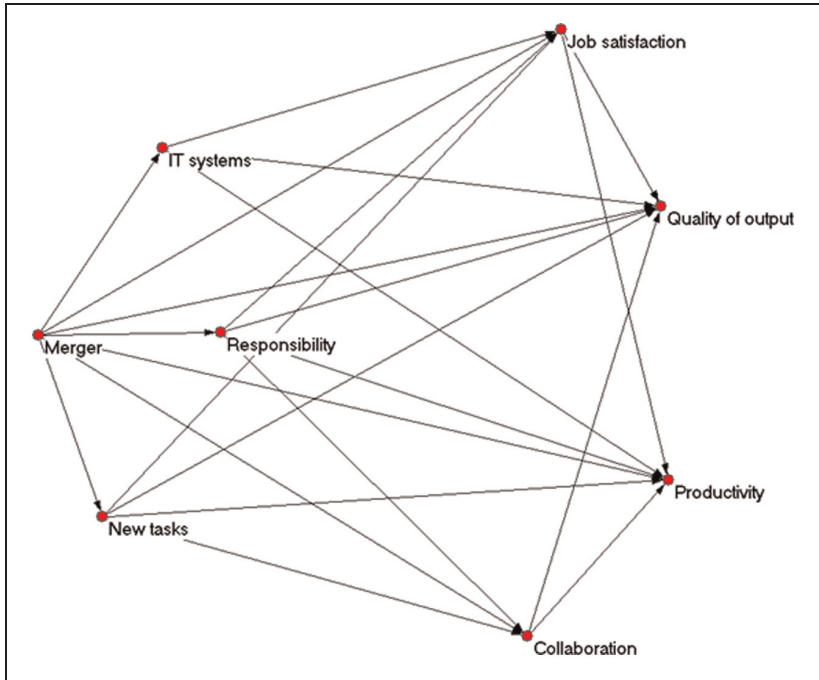 Job satisfaction
IT systems
Quality of output
Merger
Responsibility
Productivity
New tasks
Collaboration